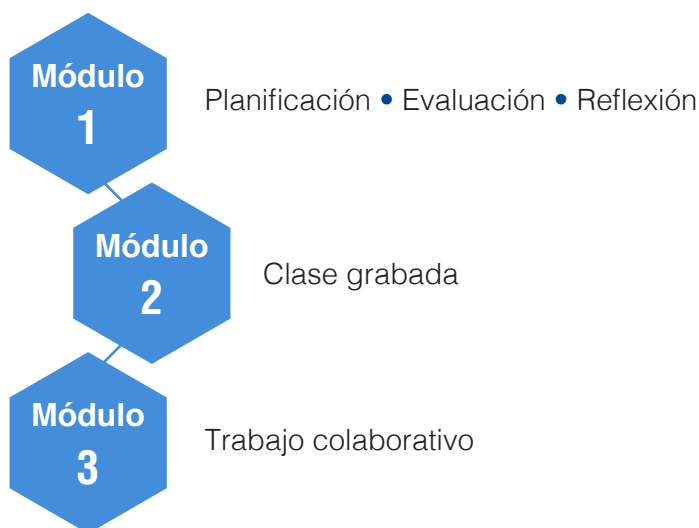 Módulo
1
Planificación • Evaluación • Reflexión
Módulo
2
Clase grabada
Módulo
3
Trabajo colaborativo